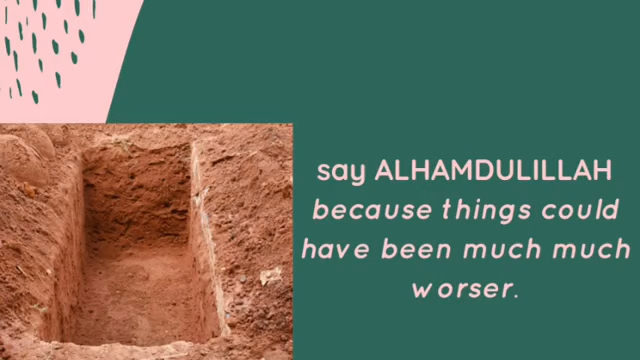 say ALHAMDULILLAH
because things could
have been much much
worser.